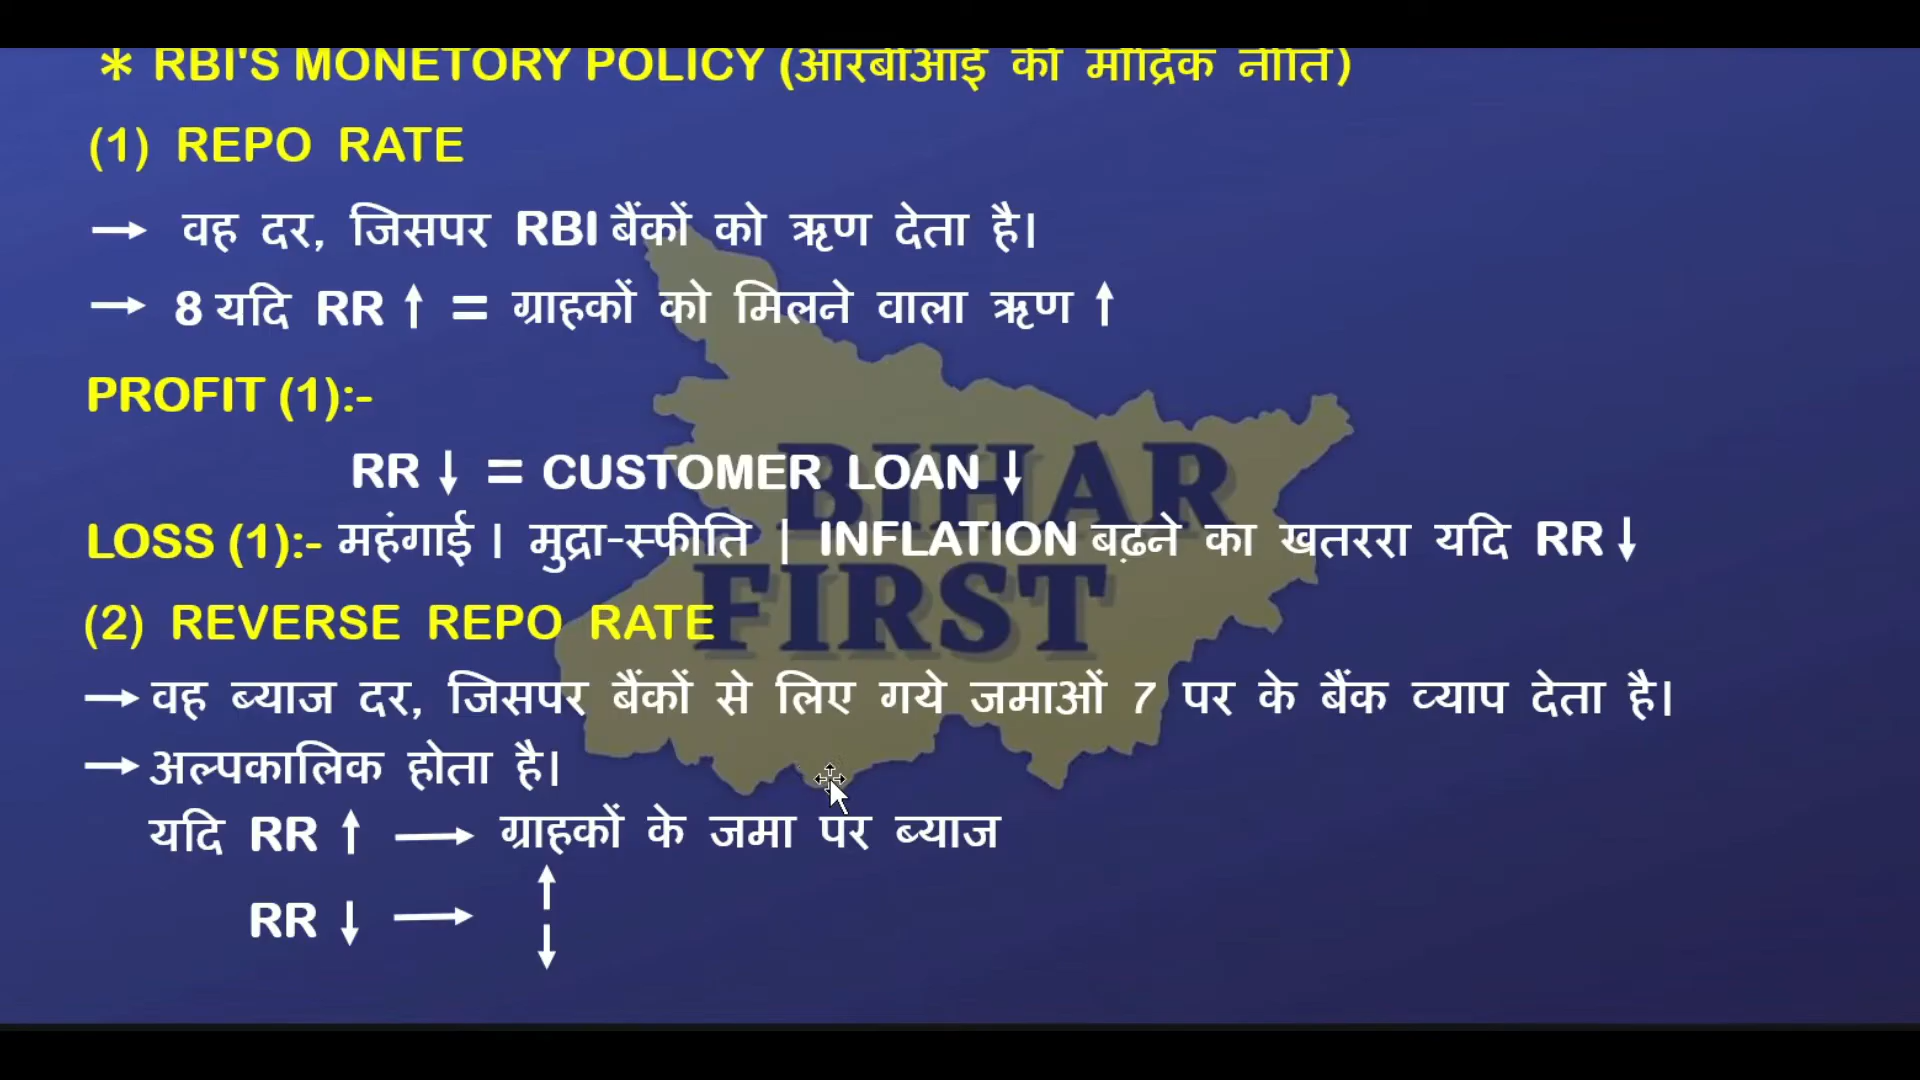 * RBI'S MONETORY POLICY (आरबीआई की मौद्रिक नीति)
(1) REPO RATE
→ वह दर, जिसपर RBI बैंकों को ऋण देता है।
→ 8 यदि RR ↑ = ग्राहकों को मिलने वाला ऋण ↑
PROFIT (1):-
RR ↓ = CUSTOMER LOAN ↓
LOSS (1):- महंगाई । मुद्रा-स्फीति | INFLATION बढ़ने का खतररा यदि RR ↓
(2) REVERSE REPO RATE
→ वह ब्याज दर, जिसपर बैंकों से लिए गये जमाओं 7 पर के बैंक व्याप देता है।
→ अल्पकालिक होता है।
यदि RR ↑ → ग्राहकों के जमा पर ब्याज
↑
RR ↓ →
↓
BIHAR
FIRST